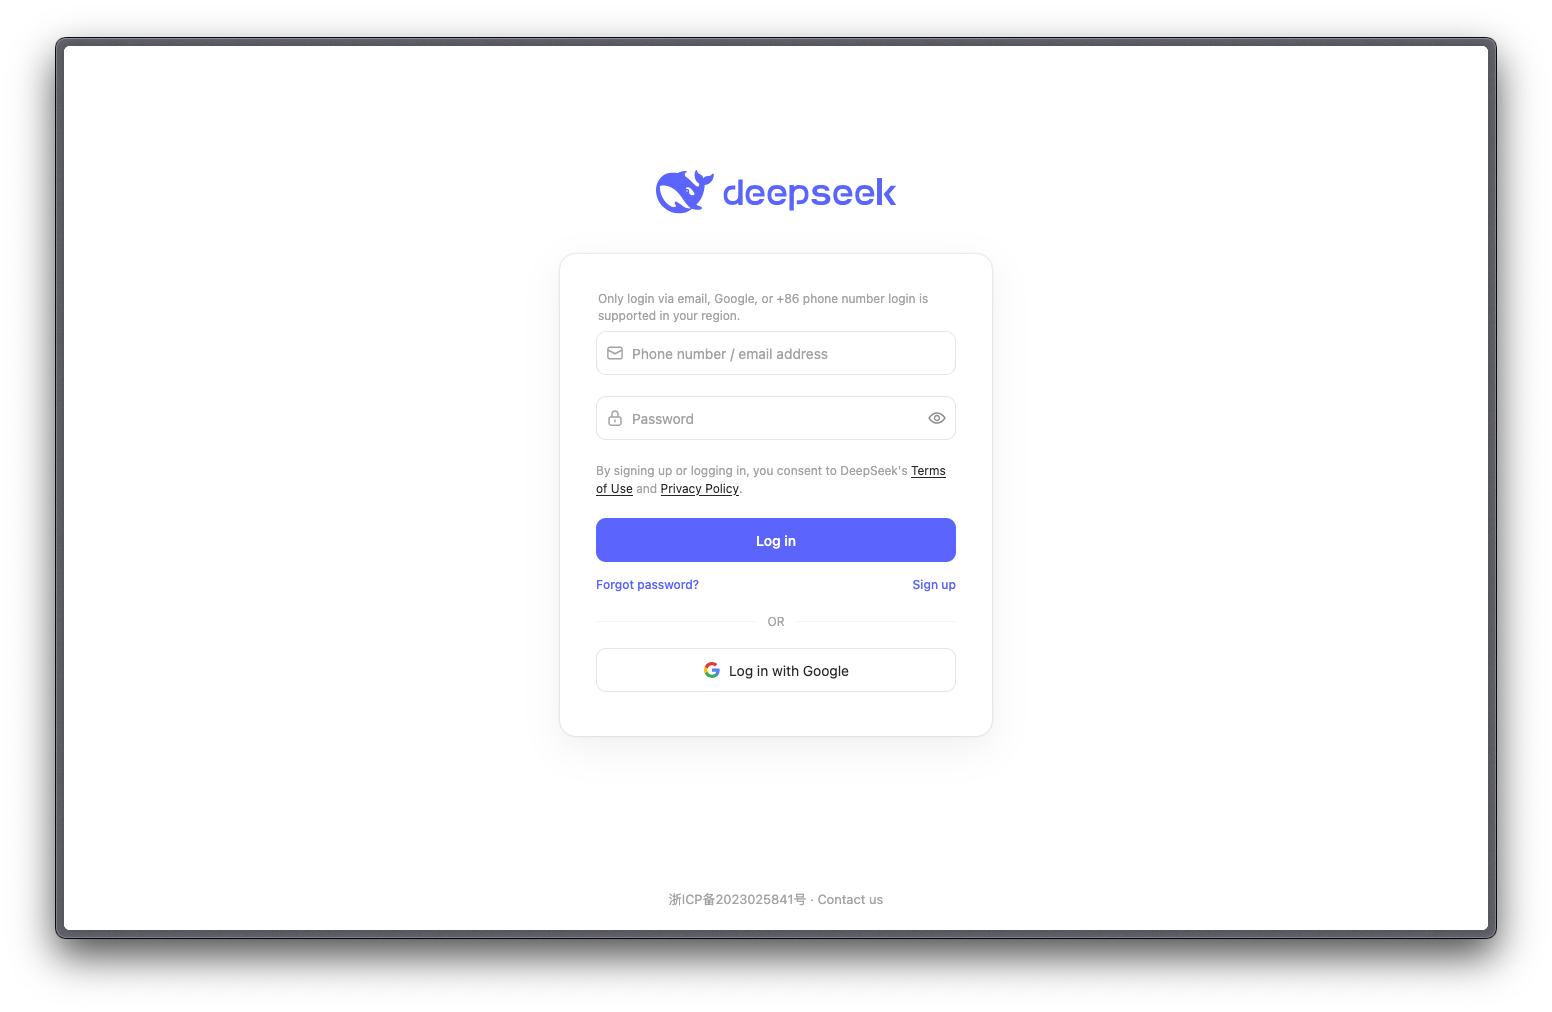 deepseek
Only login via email, Google, or +86 phone number login is
supported in your region.
Phone number / email address
Password
By signing up or logging in, you consent to DeepSeek's Terms
of Use and Privacy Policy.
Log in
Forgot password? Sign up
OR
Log in with Google
浙ICP备2023025841号 · Contact us